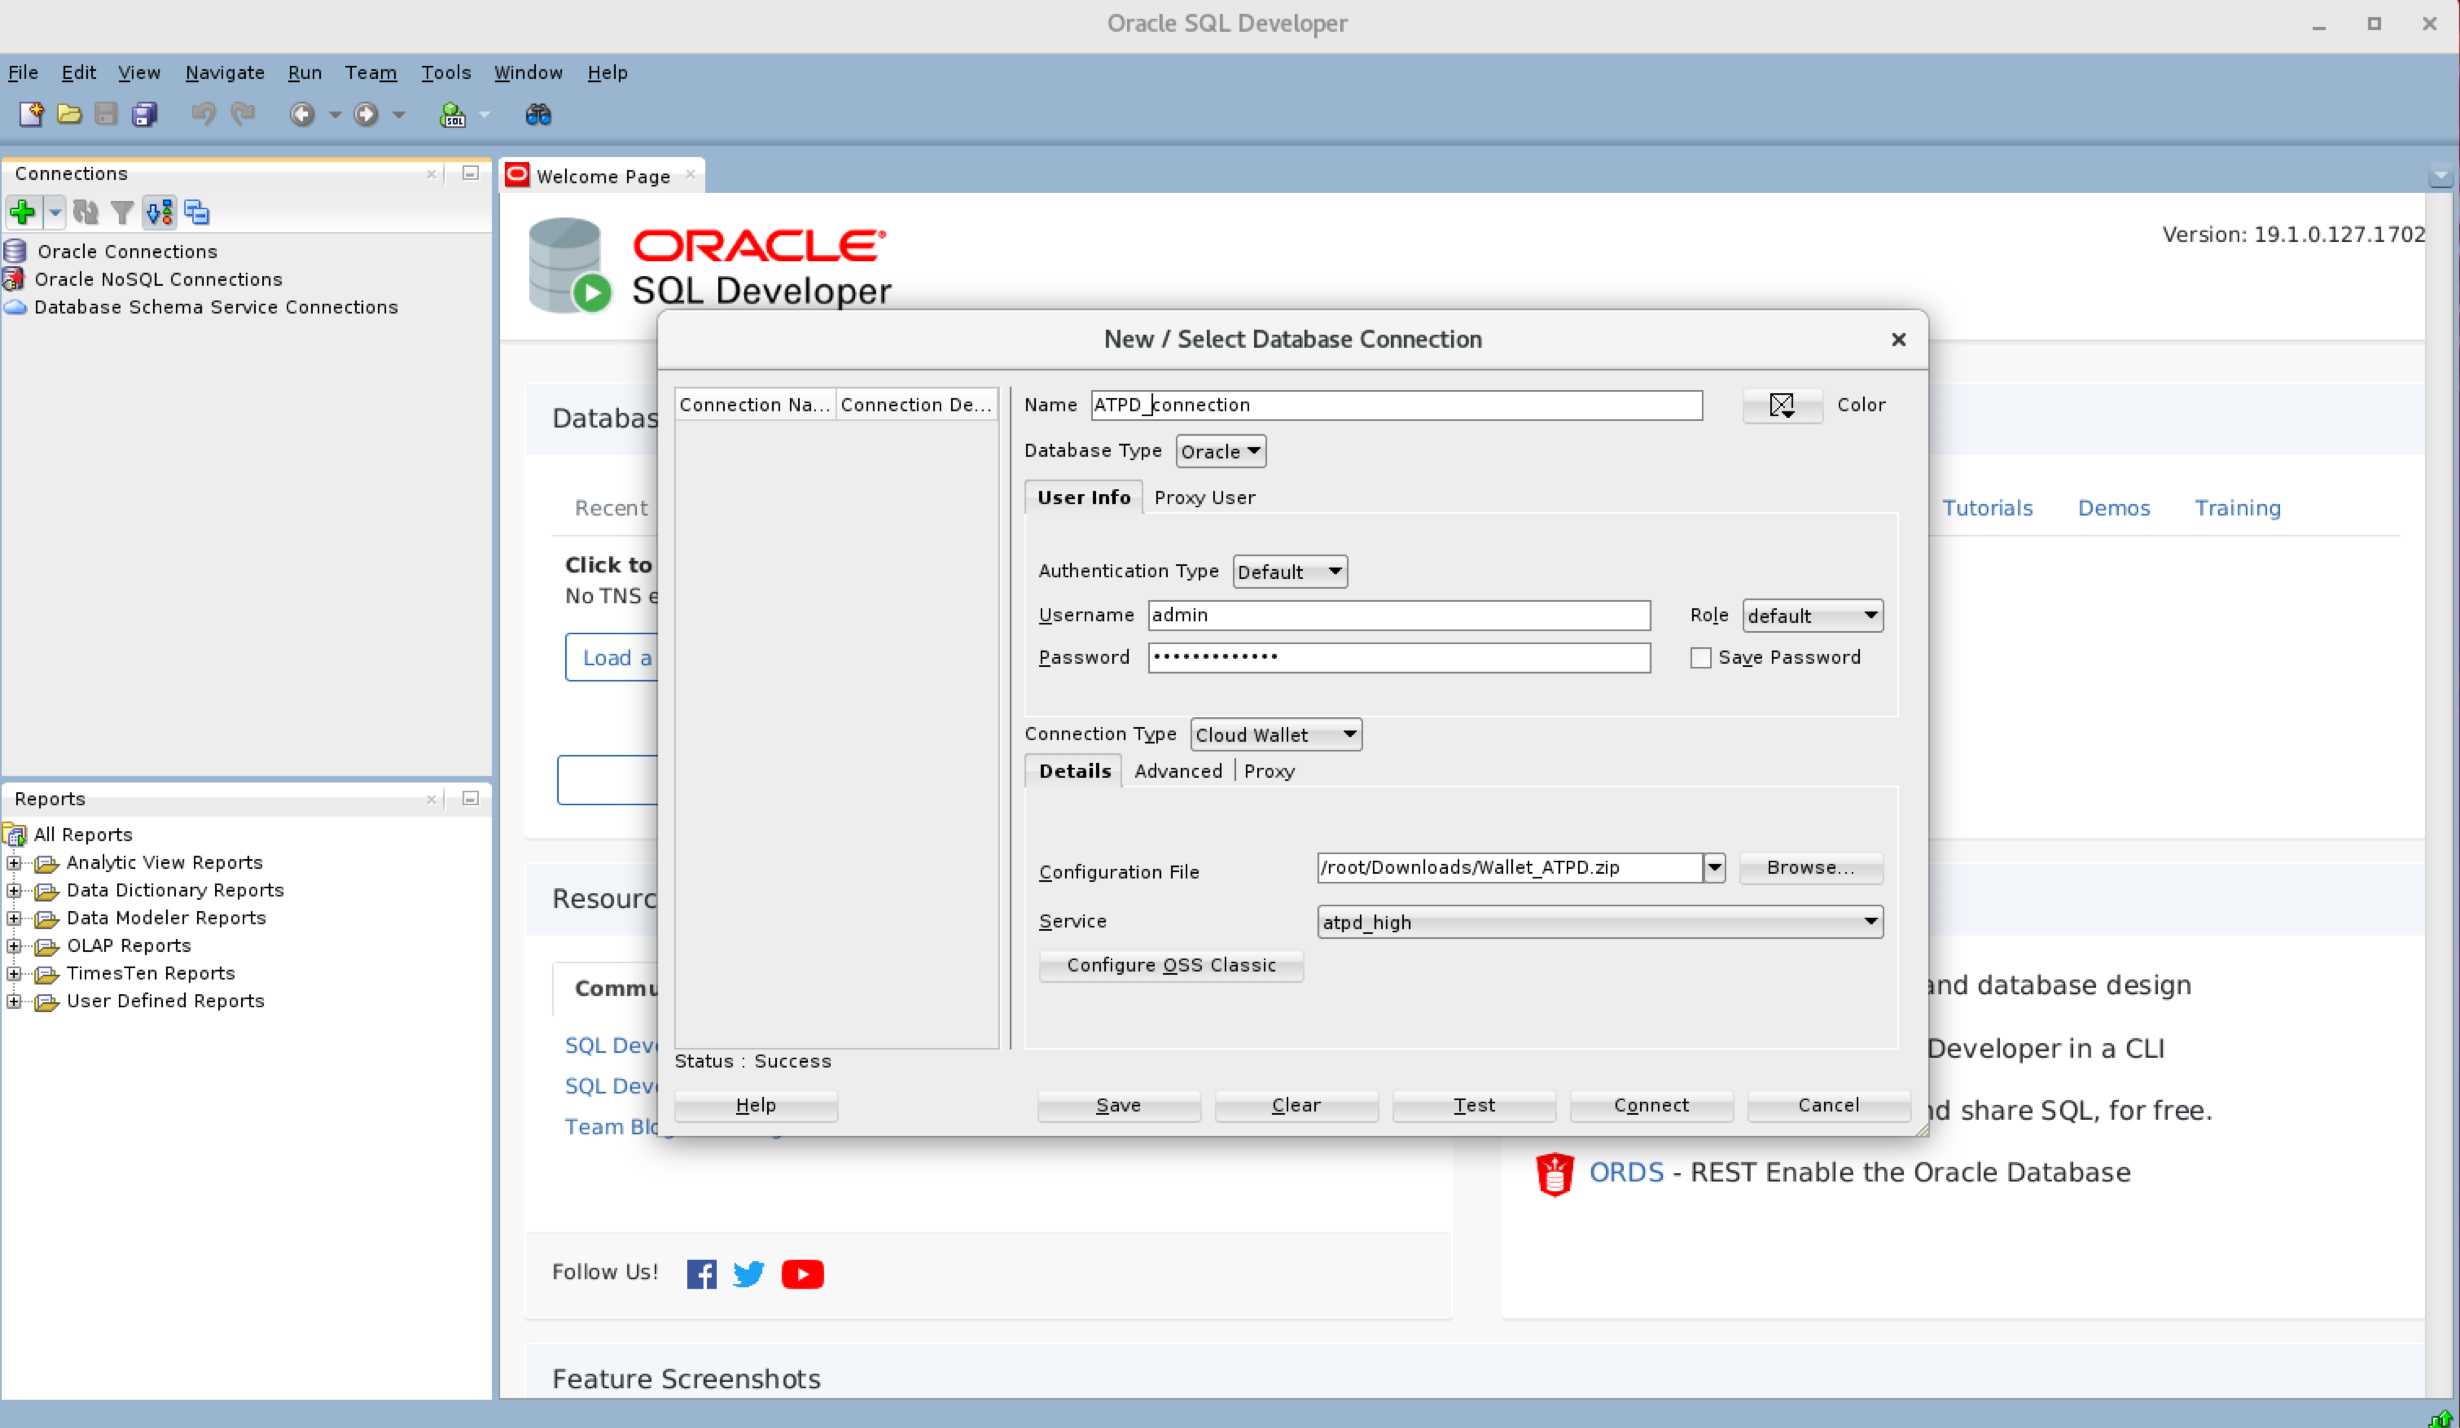 Oracle SQL Developer
File Edit View Navigate Run Team Tools Window Help
Connections
Oracle Connections
Oracle NoSQL Connections
Database Schema Service Connections
Reports
All Reports
Analytic View Reports
Data Dictionary Reports
Data Modeler Reports
OLAP Reports
TimesTen Reports
User Defined Reports
Welcome Page
ORACLE
SQL Developer
Version: 19.1.0.127.1702
Databas
Recent
Tutorials Demos Training
Click to
No TNS e
Load a
Resourc
Commu
SQL Deve
SQL Deve
Team Blo
and database design
Developer in a CLI
nd share SQL, for free.
ORDS - REST Enable the Oracle Database
Follow Us!
Feature Screenshots
New / Select Database Connection
Connection Na... Connection De...
Name ATPD_connection Color
Database Type Oracle
User Info Proxy User
Authentication Type Default
Username admin Role default
Password ••••••••••••• Save Password
Connection Type Cloud Wallet
Details Advanced Proxy
Configuration File /root/Downloads/Wallet_ATPD.zip Browse...
Service atpd_high
Configure OSS Classic
Status : Success
Help Save Clear Test Connect Cancel